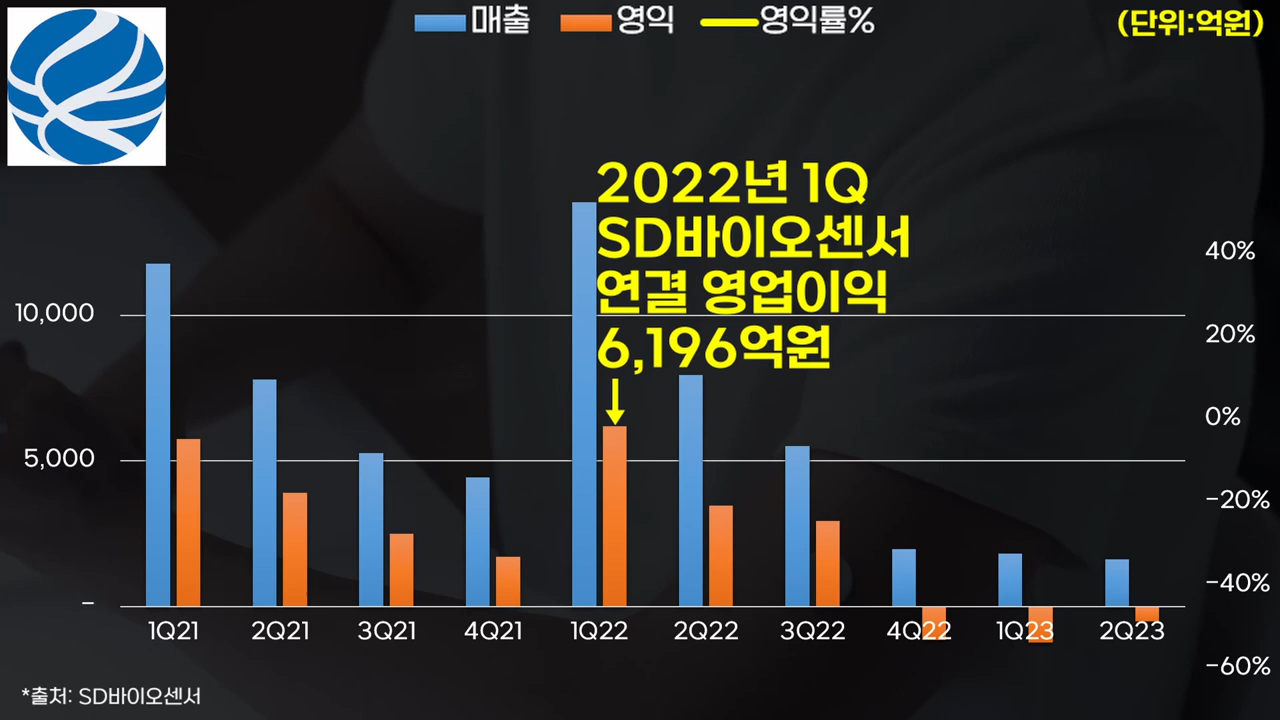 매출 영익 영익률% (단위:억원)
2022년 1Q
SD바이오센서
연결 영업이익
6,196억원
↓
10,000
5,000
–
40%
20%
0%
-20%
-40%
-60%
1Q21 2Q21 3Q21 4Q21 1Q22 2Q22 3Q22 4Q22 1Q23 2Q23
*출처: SD바이오센서